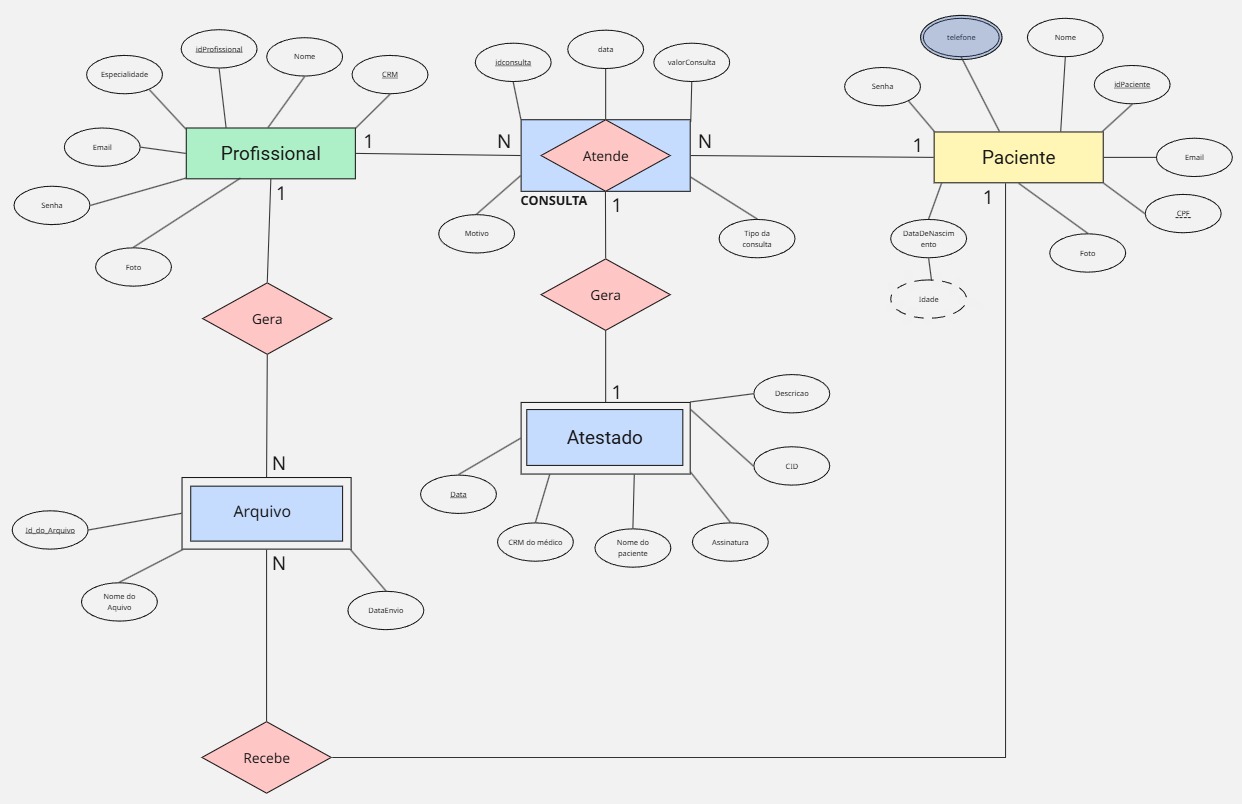 telefone
Nome
idProfissional
Nome
data
Especialidade
CRM
idconsulta
valorConsulta
Senha
idPaciente
Profissional
1
N
Atende
N
1
Paciente
Email
Email
CONSULTA
1
1
1
Senha
CPF
Motivo
Tipo da
consulta
DataDeNascim
ento
Foto
Foto
Gera
Gera
Idade
1
Descricao
Atestado
N
CID
Data
Arquivo
Id_do_Arquivo
CRM do médico
Nome do
paciente
Assinatura
N
Nome do
Aquivo
DataEnvio
Recebe